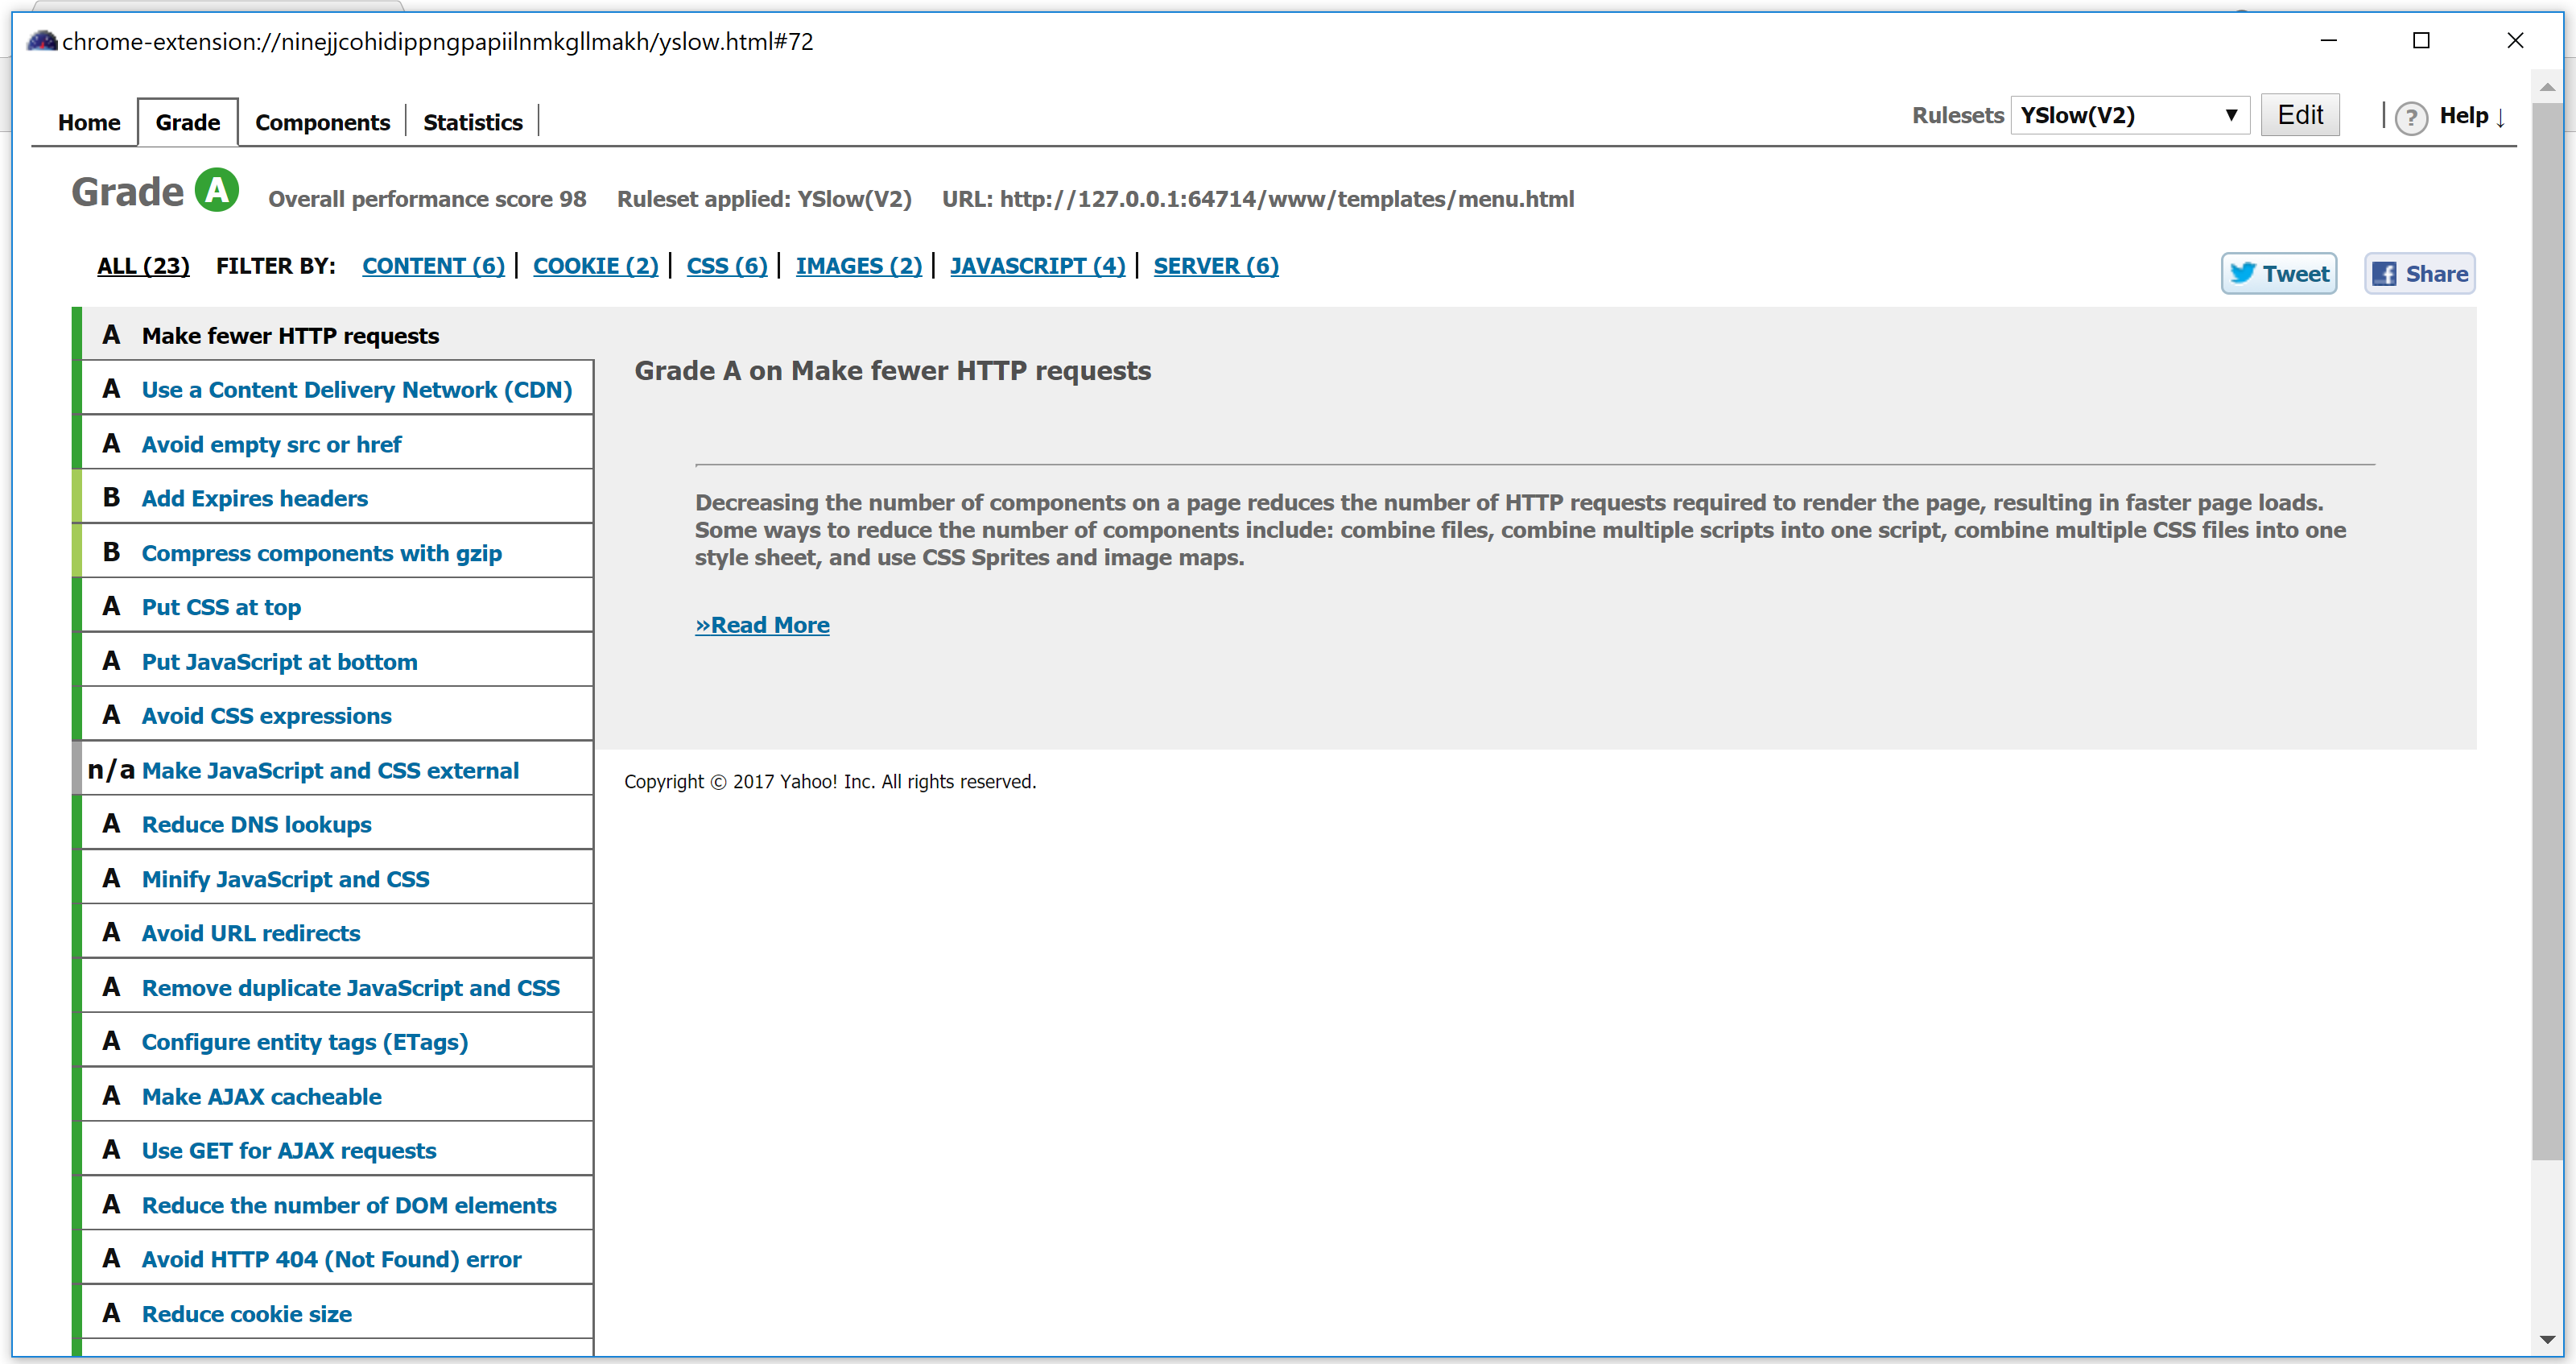 chrome-extension://ninejjcohidippngpapiilnmkgllmakh/yslow.html#72
Home Grade Components Statistics Rulesets YSlow(V2) Edit ? Help ↓
Grade A Overall performance score 98 Ruleset applied: YSlow(V2) URL: http://127.0.0.1:64714/www/templates/menu.html
ALL (23) FILTER BY: CONTENT (6) | COOKIE (2) | CSS (6) | IMAGES (2) | JAVASCRIPT (4) | SERVER (6) Tweet Share
A Make fewer HTTP requests
A Use a Content Delivery Network (CDN)
A Avoid empty src or href
B Add Expires headers
B Compress components with gzip
A Put CSS at top
A Put JavaScript at bottom
A Avoid CSS expressions
n/a Make JavaScript and CSS external
A Reduce DNS lookups
A Minify JavaScript and CSS
A Avoid URL redirects
A Remove duplicate JavaScript and CSS
A Configure entity tags (ETags)
A Make AJAX cacheable
A Use GET for AJAX requests
A Reduce the number of DOM elements
A Avoid HTTP 404 (Not Found) error
A Reduce cookie size
Grade A on Make fewer HTTP requests
Decreasing the number of components on a page reduces the number of HTTP requests required to render the page, resulting in faster page loads.
Some ways to reduce the number of components include: combine files, combine multiple scripts into one script, combine multiple CSS files into one
style sheet, and use CSS Sprites and image maps.
»Read More
Copyright © 2017 Yahoo! Inc. All rights reserved.